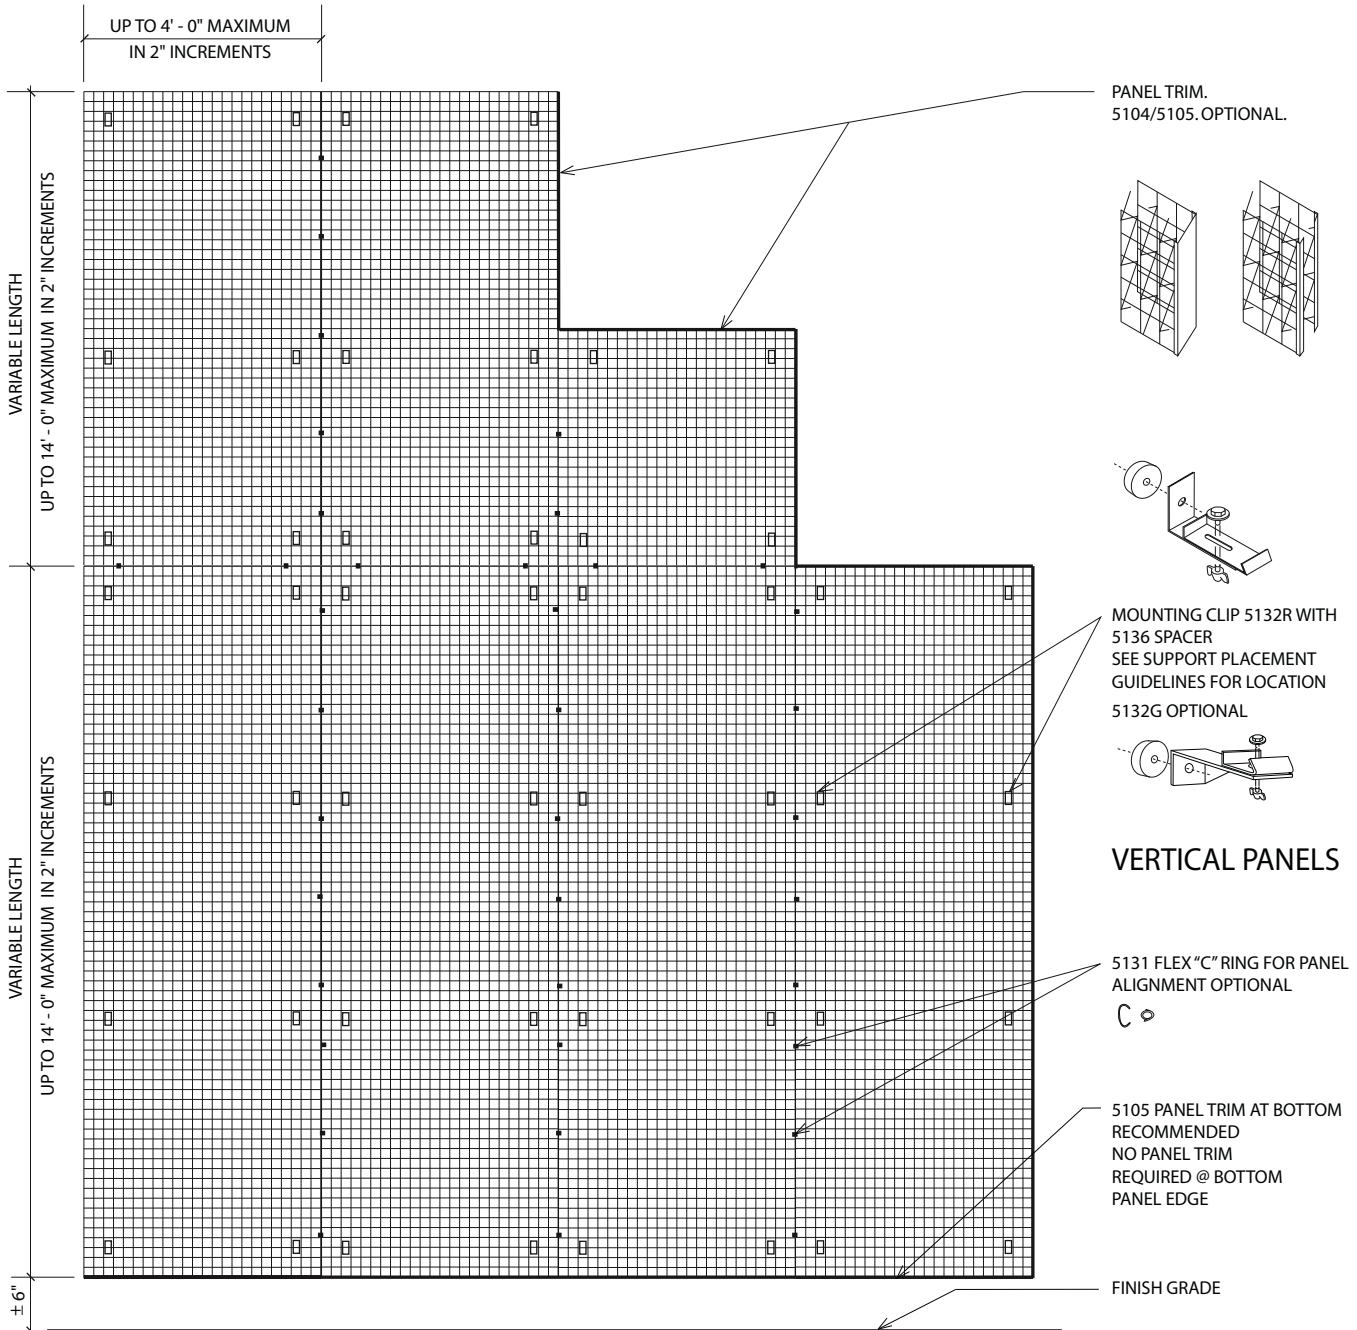 UP TO 4' - 0" MAXIMUM
IN 2" INCREMENTS
PANEL TRIM.
5104/5105. OPTIONAL.
VARIABLE LENGTH
UP TO 14' - 0" MAXIMUM IN 2" INCREMENTS
MOUNTING CLIP 5132R WITH
5136 SPACER
SEE SUPPORT PLACEMENT
GUIDELINES FOR LOCATION
5132G OPTIONAL
VERTICAL PANELS
VARIABLE LENGTH
UP TO 14' - 0" MAXIMUM IN 2" INCREMENTS
5131 FLEX “C” RING FOR PANEL
ALIGNMENT OPTIONAL
5105 PANEL TRIM AT BOTTOM
RECOMMENDED
NO PANEL TRIM
REQUIRED @ BOTTOM
PANEL EDGE
± 6"
FINISH GRADE